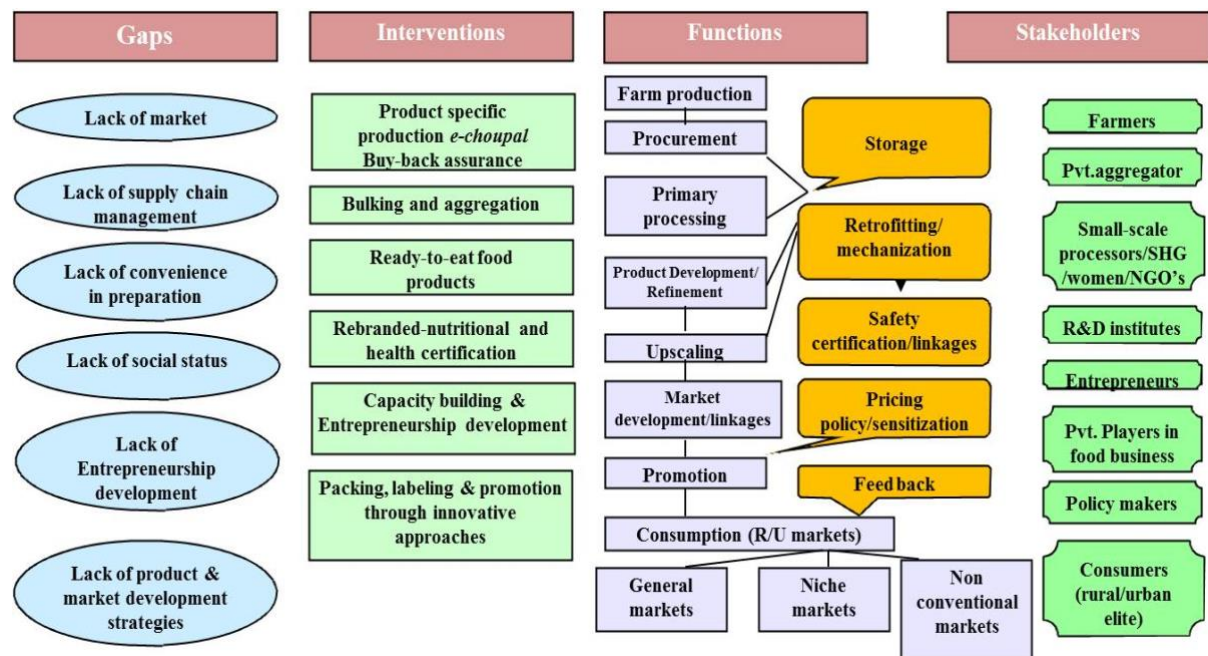 Gaps
Interventions
Functions
Stakeholders
Lack of market
Lack of supply chain
management
Lack of convenience
in preparation
Lack of social status
Lack of
Entrepreneurship
development
Lack of product &
market development
strategies
Product specific
production e-choupal
Buy-back assurance
Bulking and aggregation
Ready-to-eat food
products
Rebranded-nutritional and
health certification
Capacity building &
Entrepreneurship development
Packing, labeling & promotion
through innovative
approaches
Farm production
Procurement
Primary
processing
Product Development/
Refinement
Upscaling
Market
development/linkages
Promotion
Consumption (R/U markets)
General
markets
Niche
markets
Non
conventional
markets
Storage
Retrofitting/
mechanization
Safety
certification/linkages
Pricing
policy/sensitization
Feed back
Farmers
Pvt.aggregator
Small-scale
processors/SHG
/women/NGO’s
R&D institutes
Entrepreneurs
Pvt. Players in
food business
Policy makers
Consumers
(rural/urban
elite)